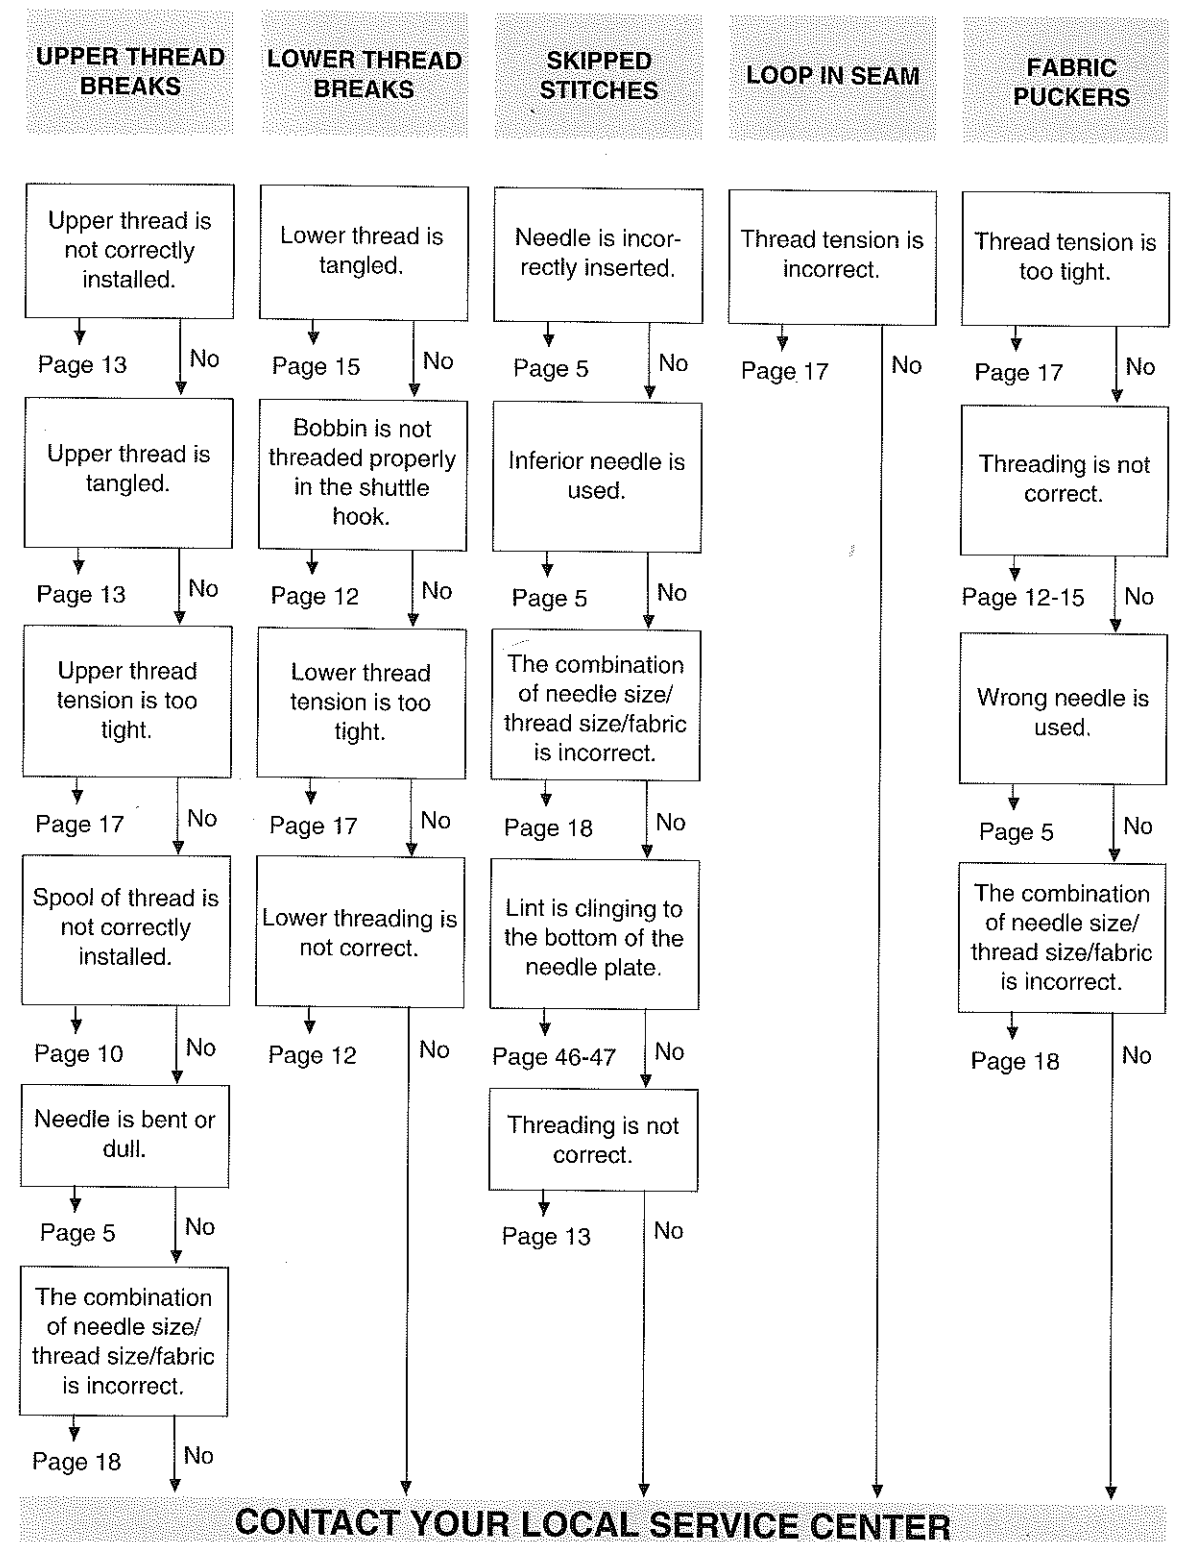 UPPER THREAD
BREAKS
Upper thread is
not correctly
installed.
Page 13
No
Upper thread is
tangled.
Page 13
No
Upper thread
tension is too
tight.
Page 17
No
Spool of thread is
not correctly
installed.
Page 10
No
Needle is bent or
dull.
Page 5
No
The combination
of needle size/
thread size/fabric
is incorrect.
Page 18
No
LOWER THREAD
BREAKS
Lower thread is
tangled.
Page 15
No
Bobbin is not
threaded properly
in the shuttle
hook.
Page 12
No
Lower thread
tension is too
tight.
Page 17
No
Lower threading is
not correct.
Page 12
No
SKIPPED
STITCHES
Needle is incor-
rectly inserted.
Page 5
No
Inferior needle is
used.
Page 5
No
The combination
of needle size/
thread size/fabric
is incorrect.
Page 18
No
Lint is clinging to
the bottom of the
needle plate.
Page 46-47
No
Threading is not
correct.
Page 13
No
LOOP IN SEAM
Thread tension is
incorrect.
Page 17
No
FABRIC
PUCKERS
Thread tension is
too tight.
Page 17
No
Threading is not
correct.
Page 12-15
No
Wrong needle is
used.
Page 5
No
The combination
of needle size/
thread size/fabric
is incorrect.
Page 18
No
CONTACT YOUR LOCAL SERVICE CENTER